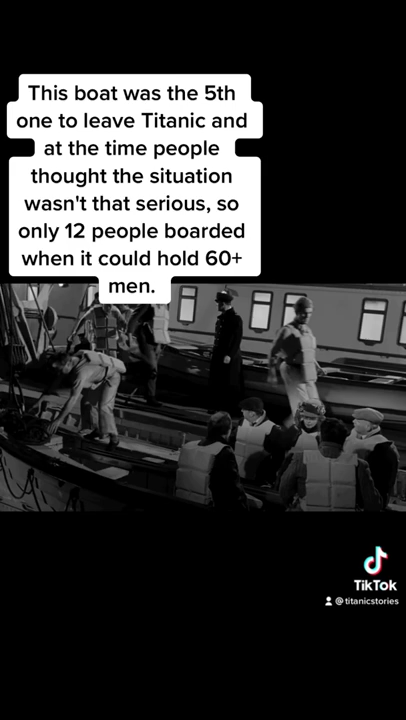 This boat was the 5th
one to leave Titanic and
at the time people
thought the situation
wasn't that serious, so
only 12 people boarded
when it could hold 60+
men.
TikTok
@titanicstories